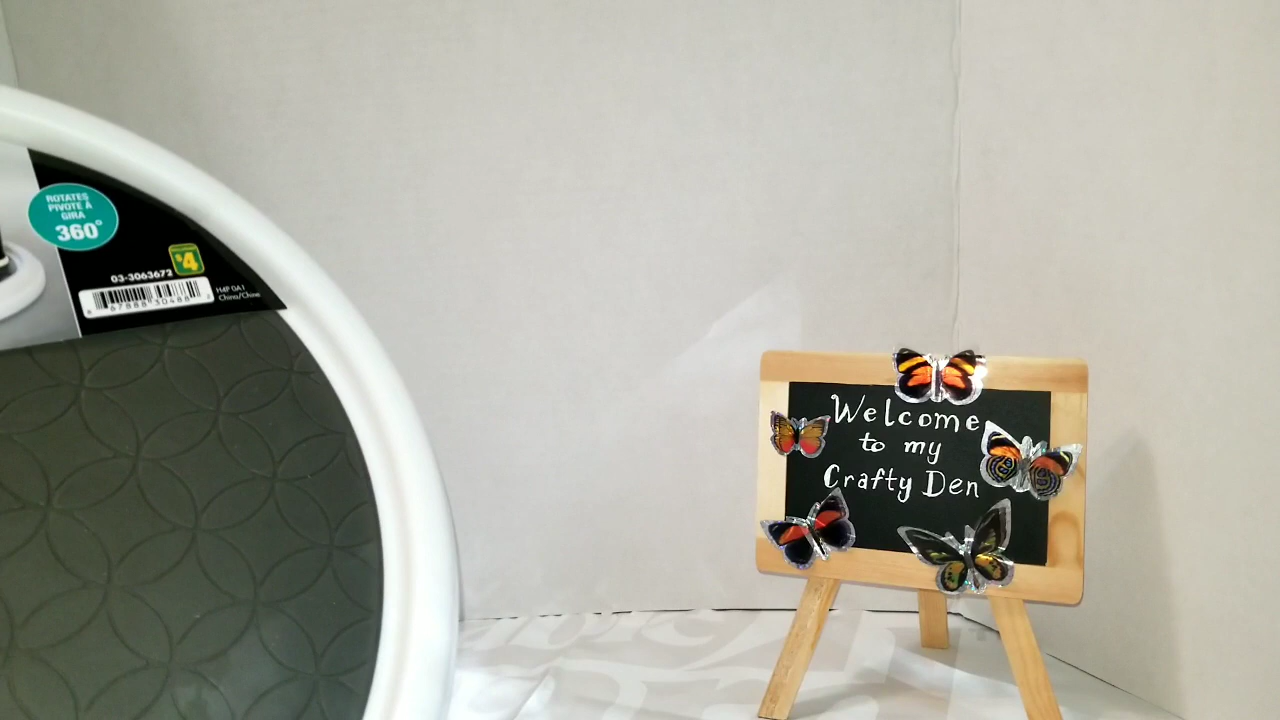 ROTATES
PIVOTE À
GIRA
360°
$4
03-3063672
H4P 0A1
China/Chine
Welcome
to my
Crafty Den